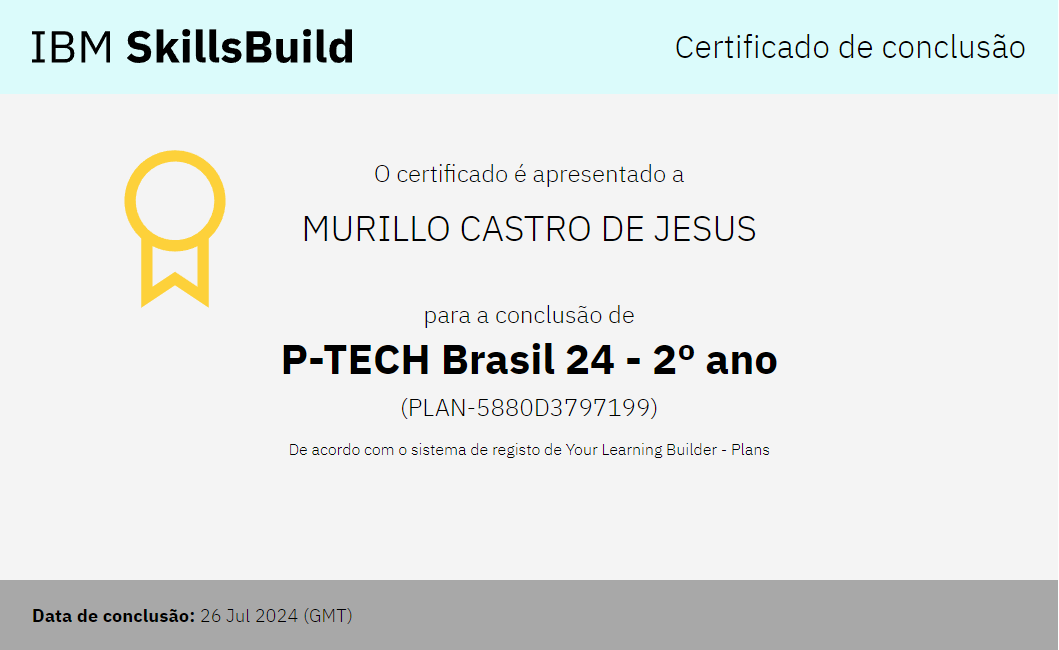 IBM SkillsBuild
Certificado de conclusão
O certificado é apresentado a
MURILLO CASTRO DE JESUS
para a conclusão de
P-TECH Brasil 24 - 2º ano
(PLAN-5880D3797199)
De acordo com o sistema de registo de Your Learning Builder - Plans
Data de conclusão: 26 Jul 2024 (GMT)